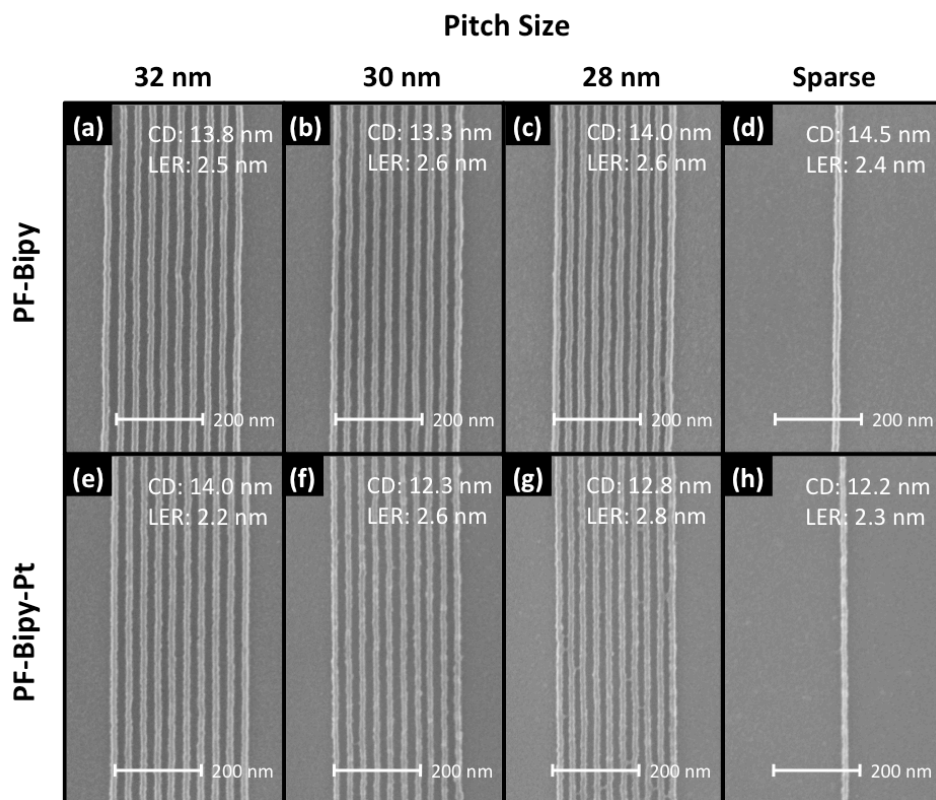 Pitch Size
32 nm
30 nm
28 nm
Sparse
PF-Bipy
(a)
CD: 13.8 nm
LER: 2.5 nm
200 nm
(b)
CD: 13.3 nm
LER: 2.6 nm
200 nm
(c)
CD: 14.0 nm
LER: 2.6 nm
200 nm
(d)
CD: 14.5 nm
LER: 2.4 nm
200 nm
PF-Bipy-Pt
(e)
CD: 14.0 nm
LER: 2.2 nm
200 nm
(f)
CD: 12.3 nm
LER: 2.6 nm
200 nm
(g)
CD: 12.8 nm
LER: 2.8 nm
200 nm
(h)
CD: 12.2 nm
LER: 2.3 nm
200 nm